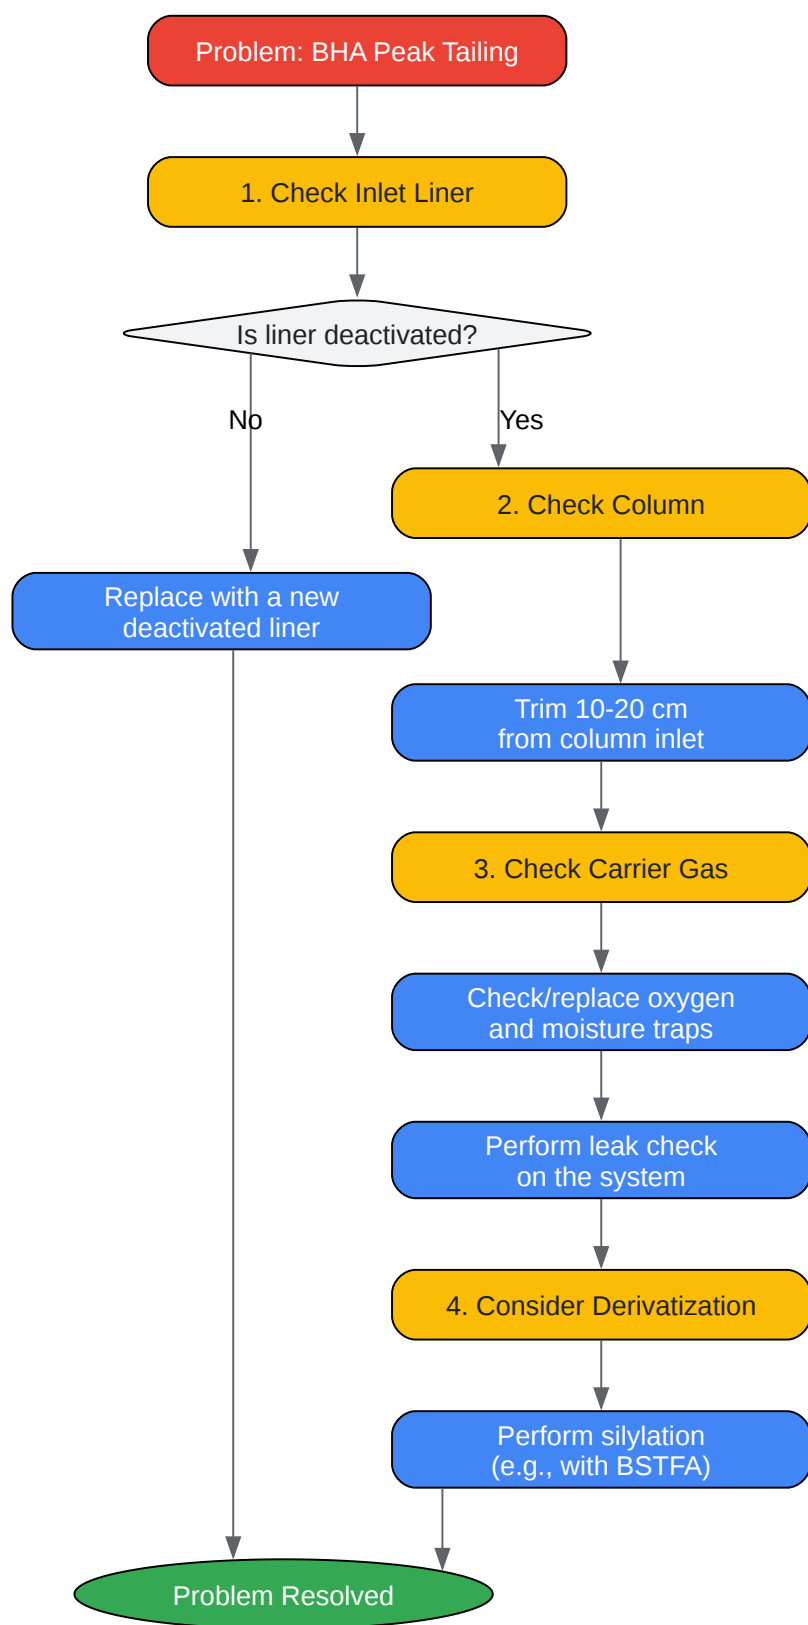 Problem: BHA Peak Tailing
1. Check Inlet Liner
Is liner deactivated?
No
Yes
2. Check Column
Replace with a new
deactivated liner
Trim 10-20 cm
from column inlet
3. Check Carrier Gas
Check/replace oxygen
and moisture traps
Perform leak check
on the system
4. Consider Derivatization
Perform silylation
(e.g., with BSTFA)
Problem Resolved